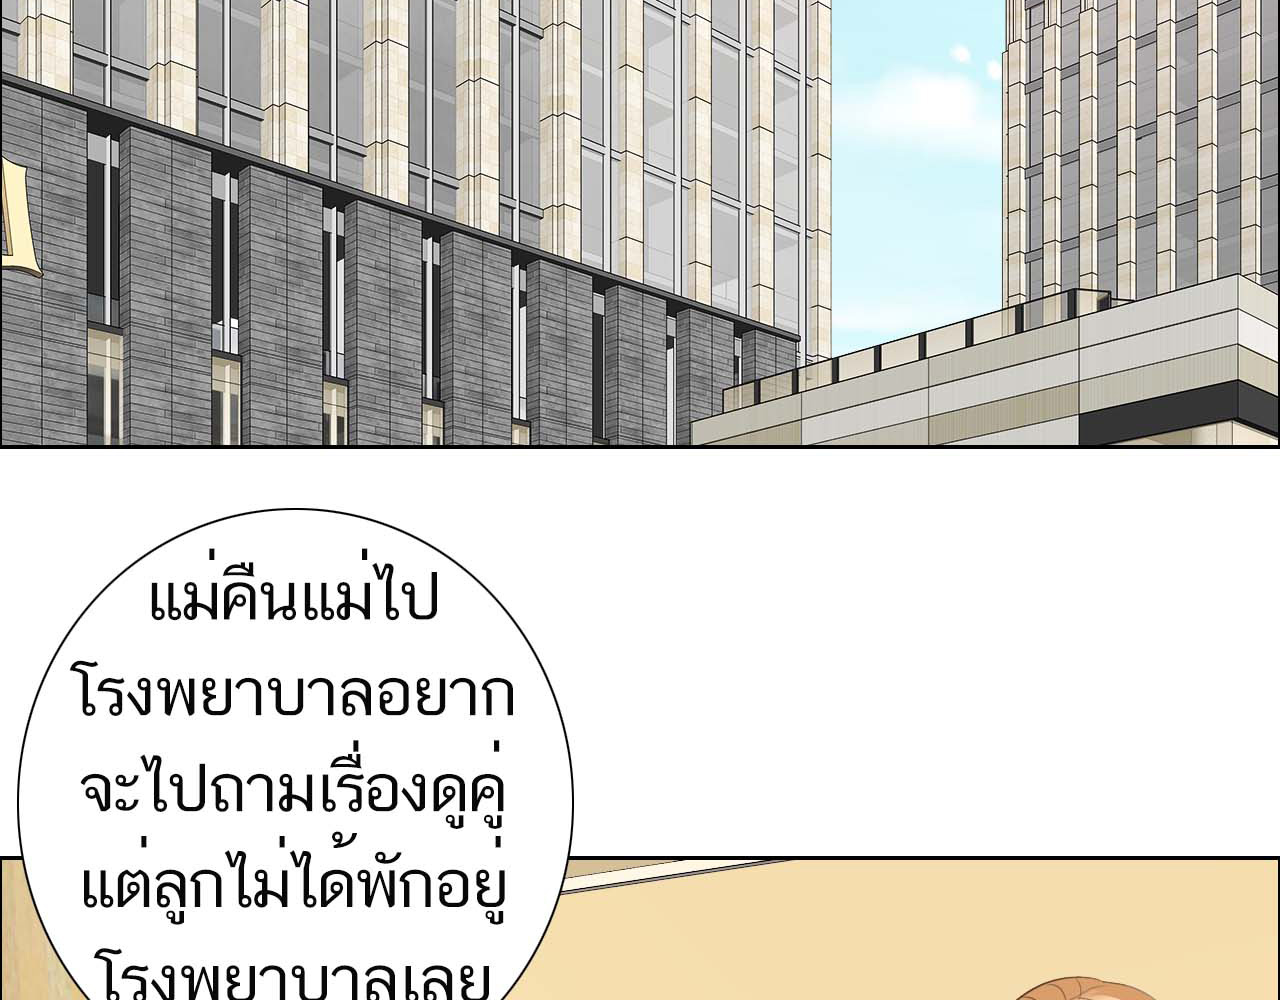 แม่คืนแม่ไป
โรงพยาบาลอยาก
จะไปถามเรื่องดูคู่
แต่ลูกไม่ได้พักอยู่
โรงพยาบาลเลย